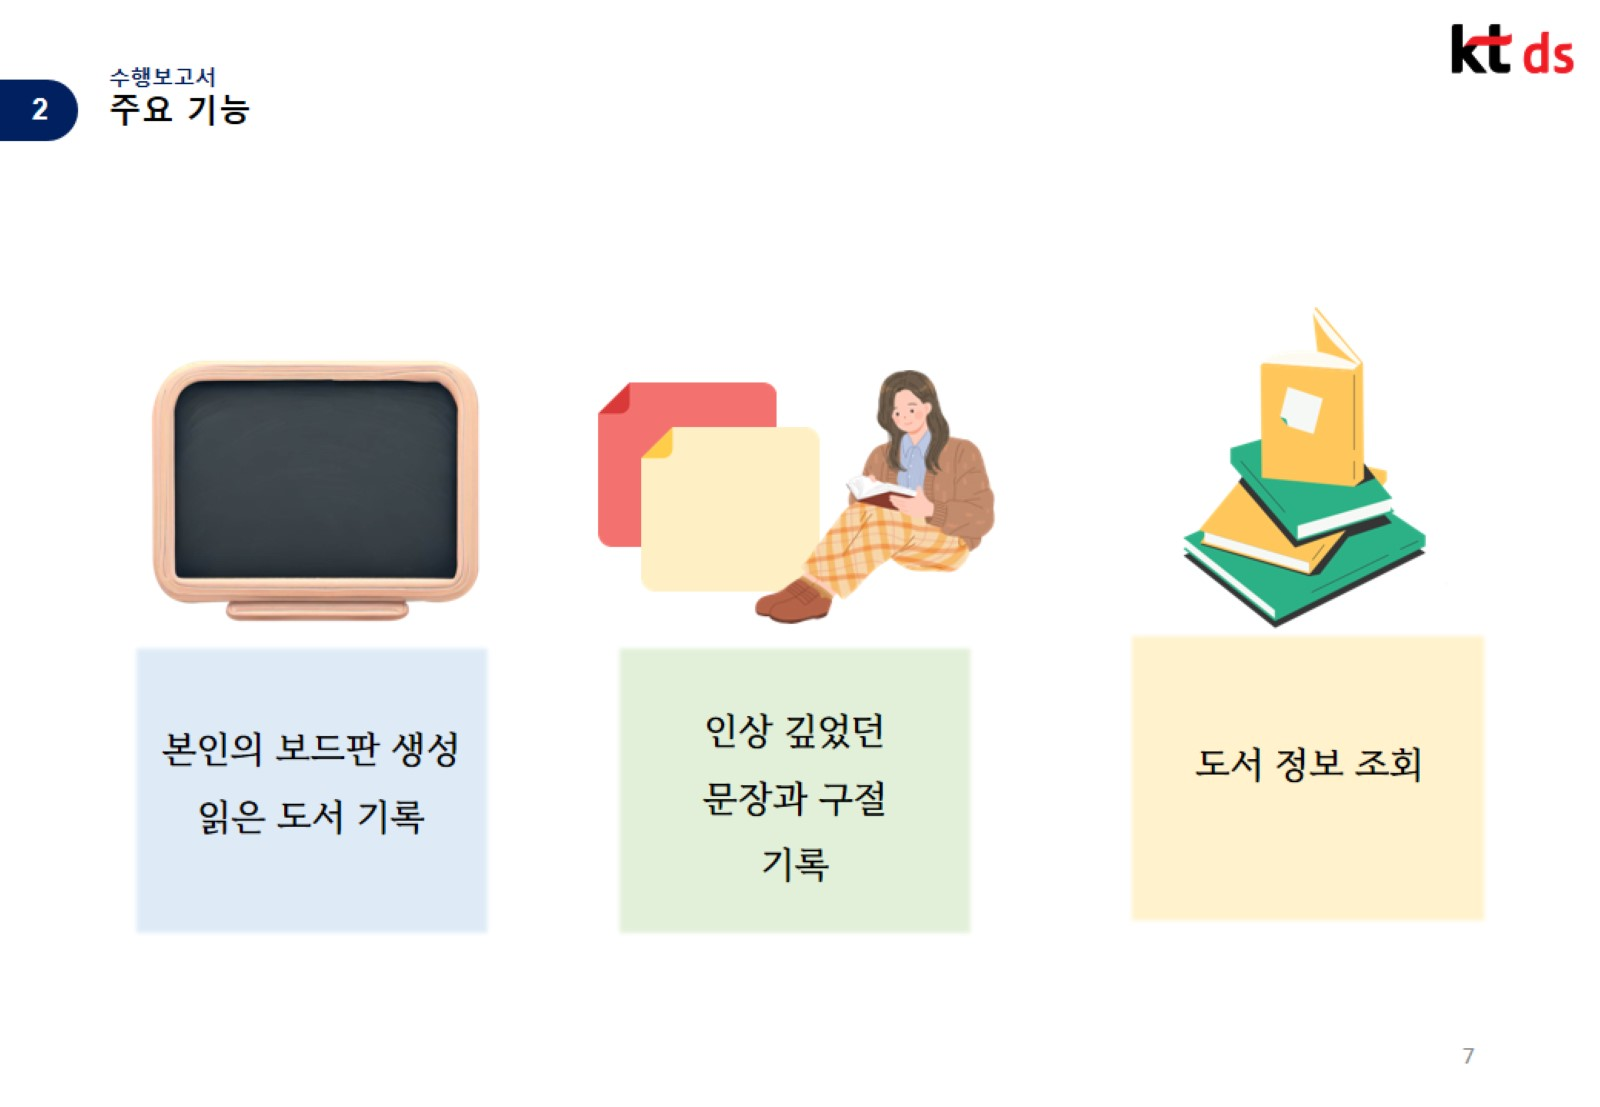 kt ds
수행보고서
2
주요 기능
본인의 보드판 생성
읽은 도서 기록
인상 깊었던
문장과 구절
기록
도서 정보 조회
7